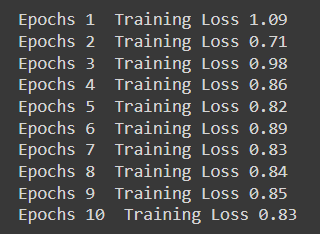 Epochs 1  Training Loss 1.09
Epochs 2  Training Loss 0.71
Epochs 3  Training Loss 0.98
Epochs 4  Training Loss 0.86
Epochs 5  Training Loss 0.82
Epochs 6  Training Loss 0.89
Epochs 7  Training Loss 0.83
Epochs 8  Training Loss 0.84
Epochs 9  Training Loss 0.85
Epochs 10  Training Loss 0.83